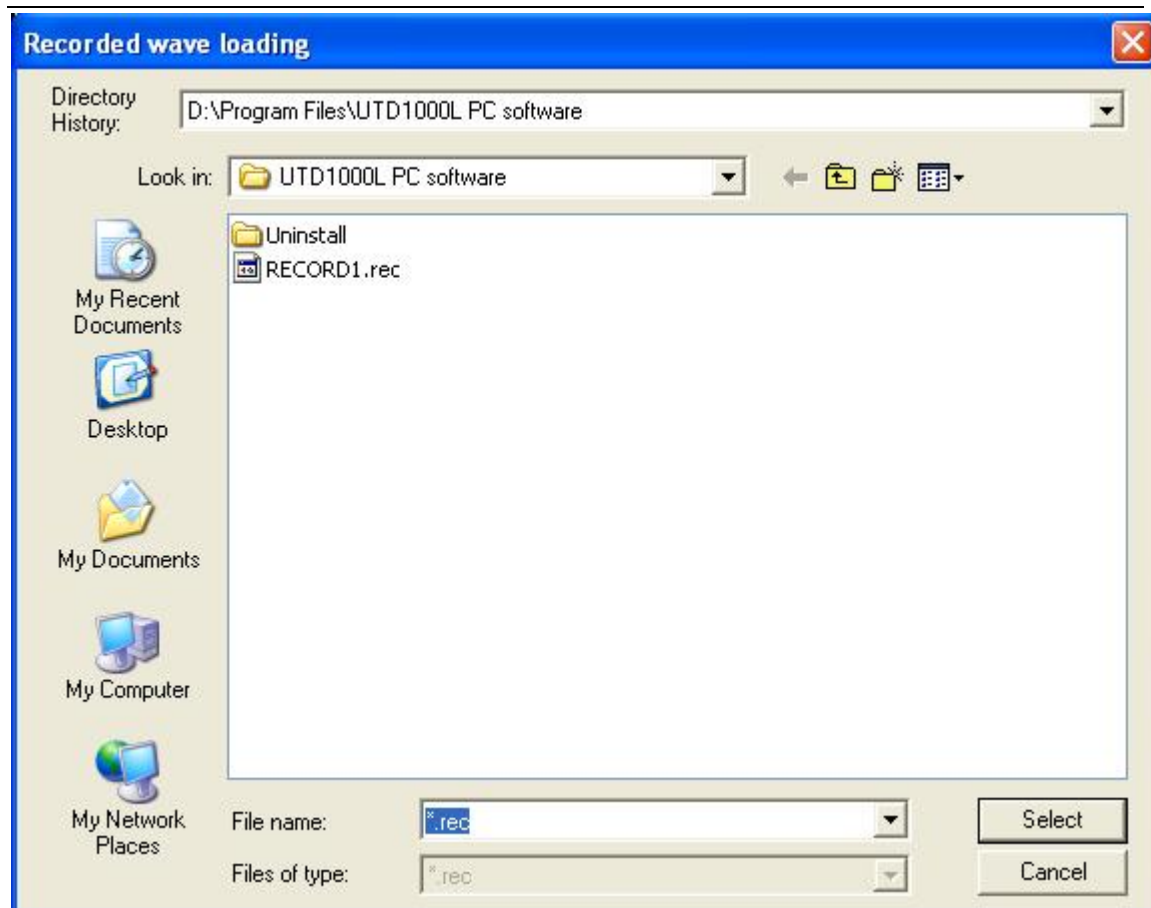 Recorded wave loading
Directory
History:
D:\Program Files\UTD1000L PC software
Look in:
UTD1000L PC software
Uninstall
RECORD1.rec
My Recent
Documents
Desktop
My Documents
My Computer
My Network
Places
File name:
*.rec
Select
Files of type:
*.rec
Cancel